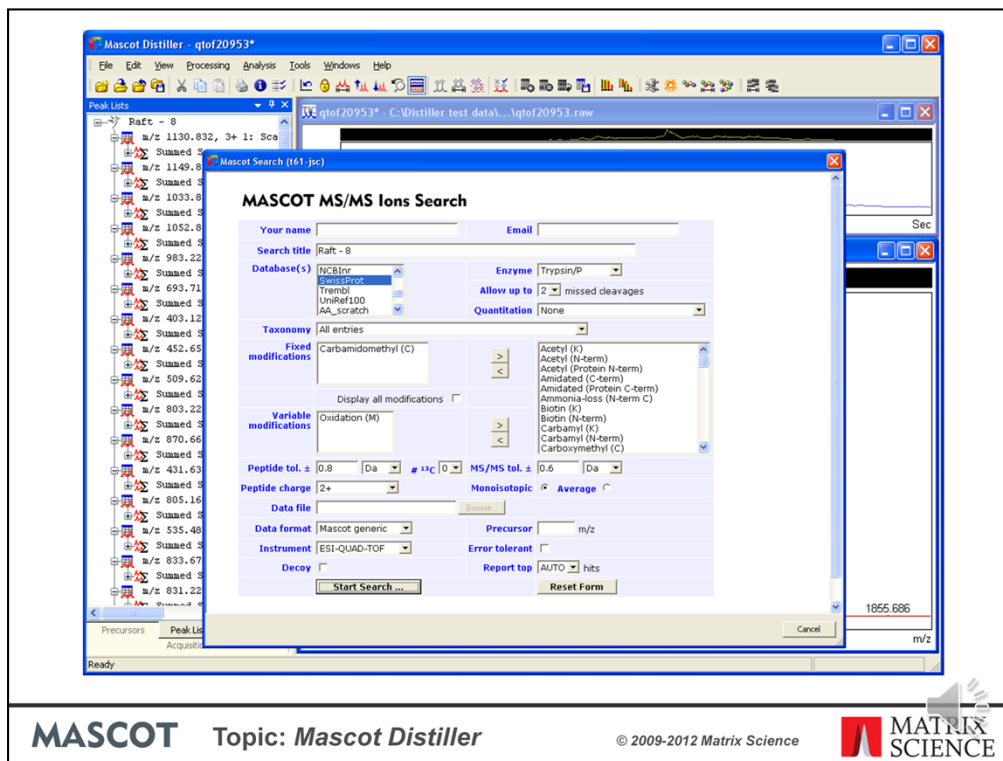 Mascot Distiller - qtof20953*
File Edit View Processing Analysis Tools Windows Help
Peak Lists
qtof20953* - C:\Distiller test data\...\qtof20953.raw
Raft - 8
m/z 1130.832, 3+ 1: Sca
Summed S
m/z 1149.8
Summed S
m/z 1033.8
Summed S
m/z 1052.8
Summed S
m/z 983.22
Summed S
m/z 693.71
Summed S
m/z 403.12
Summed S
m/z 452.65
Summed S
m/z 509.62
Summed S
m/z 803.22
Summed S
m/z 870.66
Summed S
m/z 431.63
Summed S
m/z 805.16
Summed S
m/z 535.48
Summed S
m/z 833.67
Summed S
m/z 831.22
Precursors Peak Lis
Acquisitio
Ready
Sec
1855.686
m/z
Mascot Search (t61-jsc)
MASCOT MS/MS Ions Search
Your name Email
Search title Raft - 8
Database(s) NCBInr
SwissProt
Trembl
UniRef100
AA_scratch
Enzyme Trypsin/P
Allow up to 2 missed cleavages
Quantitation None
Taxonomy All entries
Fixed modifications Carbamidomethyl (C)
>
<
Display all modifications
Variable modifications Oxidation (M)
>
<
Acetyl (K)
Acetyl (N-term)
Acetyl (Protein N-term)
Amidated (C-term)
Amidated (Protein C-term)
Ammonia-loss (N-term C)
Biotin (K)
Biotin (N-term)
Carbamyl (K)
Carbamyl (N-term)
Carboxymethyl (C)
Peptide tol. ± 0.8 Da # 13C 0 MS/MS tol. ± 0.6 Da
Peptide charge 2+ Monoisotopic Average
Data file Browse...
Data format Mascot generic Precursor m/z
Instrument ESI-QUAD-TOF Error tolerant
Decoy Report top AUTO hits
Start Search ... Reset Form
Cancel
MASCOT Topic: Mascot Distiller © 2009-2012 Matrix Science
MATRIX
SCIENCE